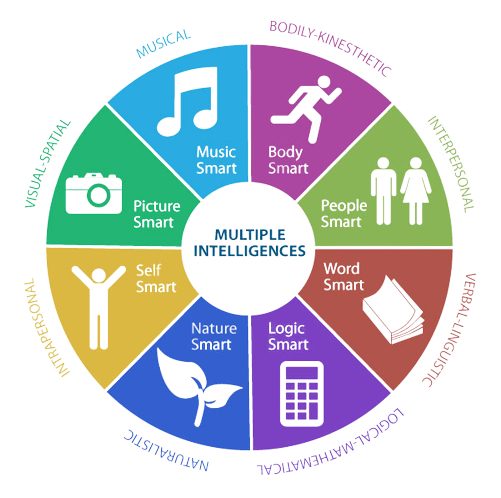 MUSICAL
BODILY-KINESTHETIC
INTERPERSONAL
VERBAL-LINGUISTIC
LOGICAL-MATHEMATICAL
NATURALISTIC
INTRAPERSONAL
VISUAL-SPATIAL
Music
Smart
Body
Smart
People
Smart
Word
Smart
Logic
Smart
Nature
Smart
Self
Smart
Picture
Smart
MULTIPLE
INTELLIGENCES